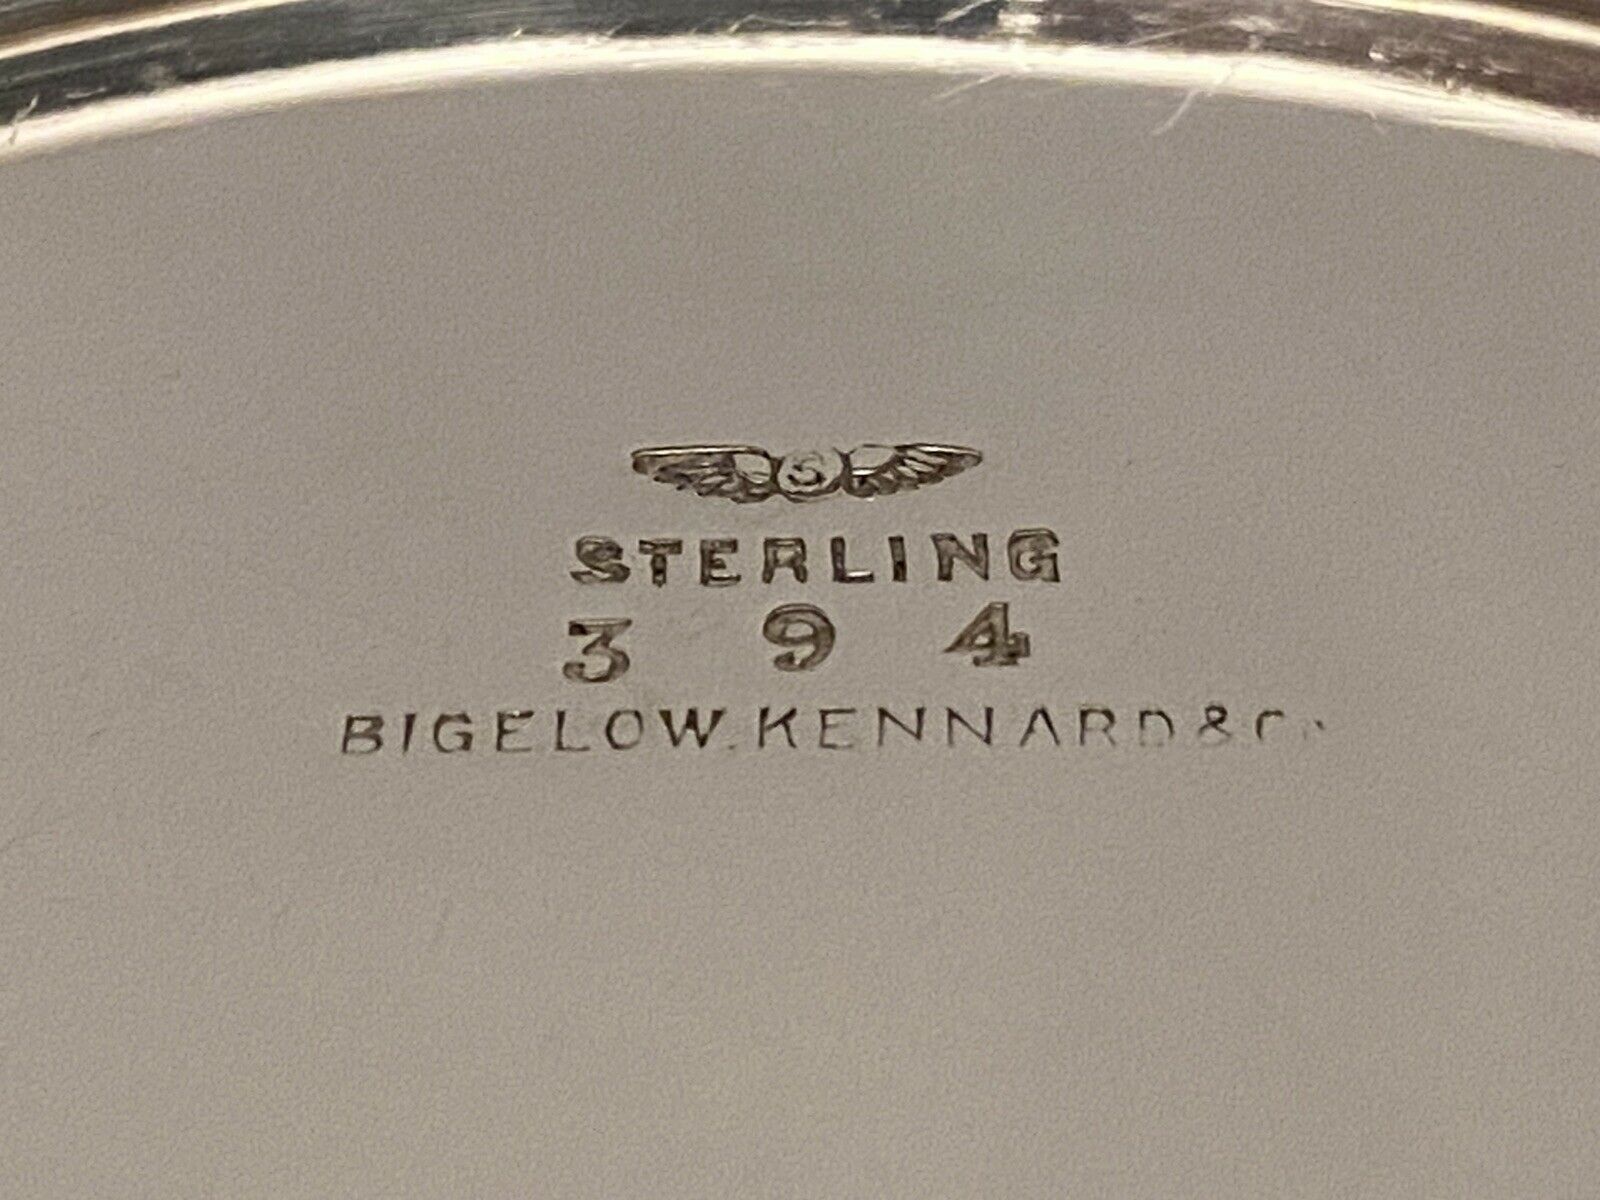 S
STERLING
3 9 4
BIGELOW. KENNARD & Co.